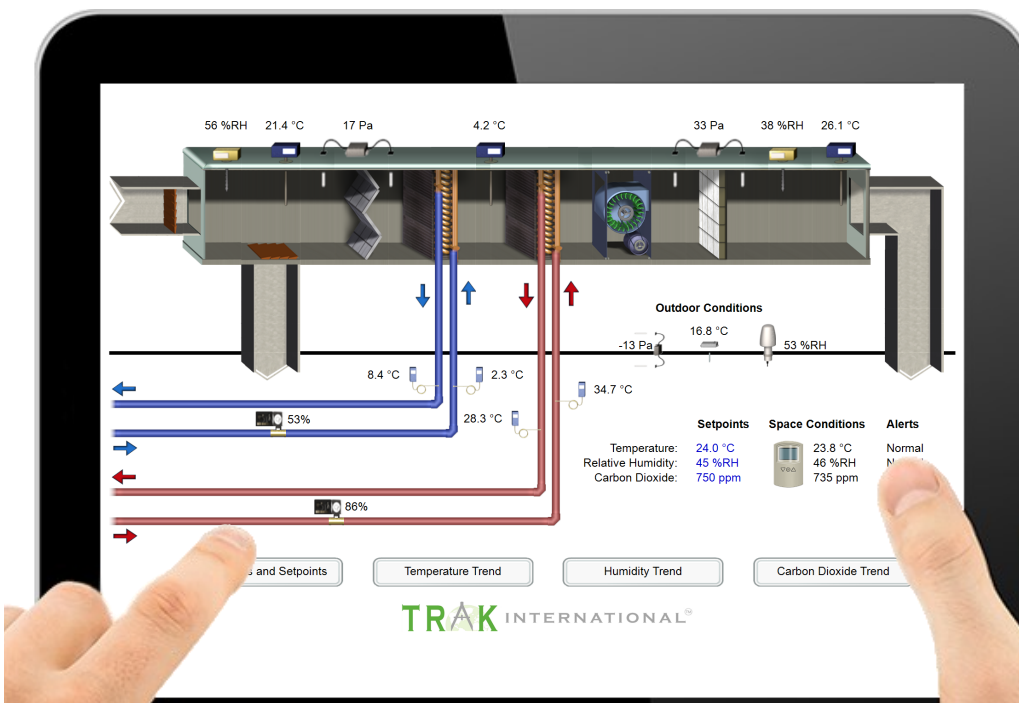 56 %RH 21.4 °C 17 Pa 4.2 °C 33 Pa 38 %RH 26.1 °C
Outdoor Conditions
16.8 °C
-13 Pa 53 %RH
8.4 °C 2.3 °C
34.7 °C
53% 28.3 °C
Setpoints Space Conditions Alerts
Temperature: 24.0 °C 23.8 °C Normal
Relative Humidity: 45 %RH 46 %RH
Carbon Dioxide: 750 ppm 735 ppm
86%
and Setpoints Temperature Trend Humidity Trend Carbon Dioxide Trend
TRAK INTERNATIONAL™